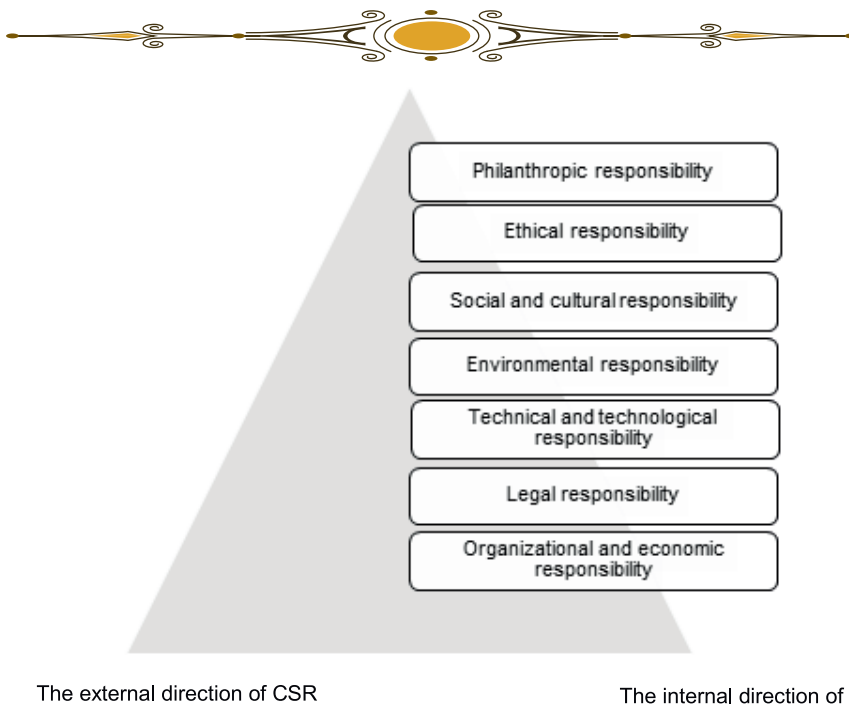 Philanthropic responsibility
Ethical responsibility
Social and cultural responsibility
Environmental responsibility
Technical and technological
responsibility
Legal responsibility
Organizational and economic
responsibility
The external direction of CSR
The internal direction of